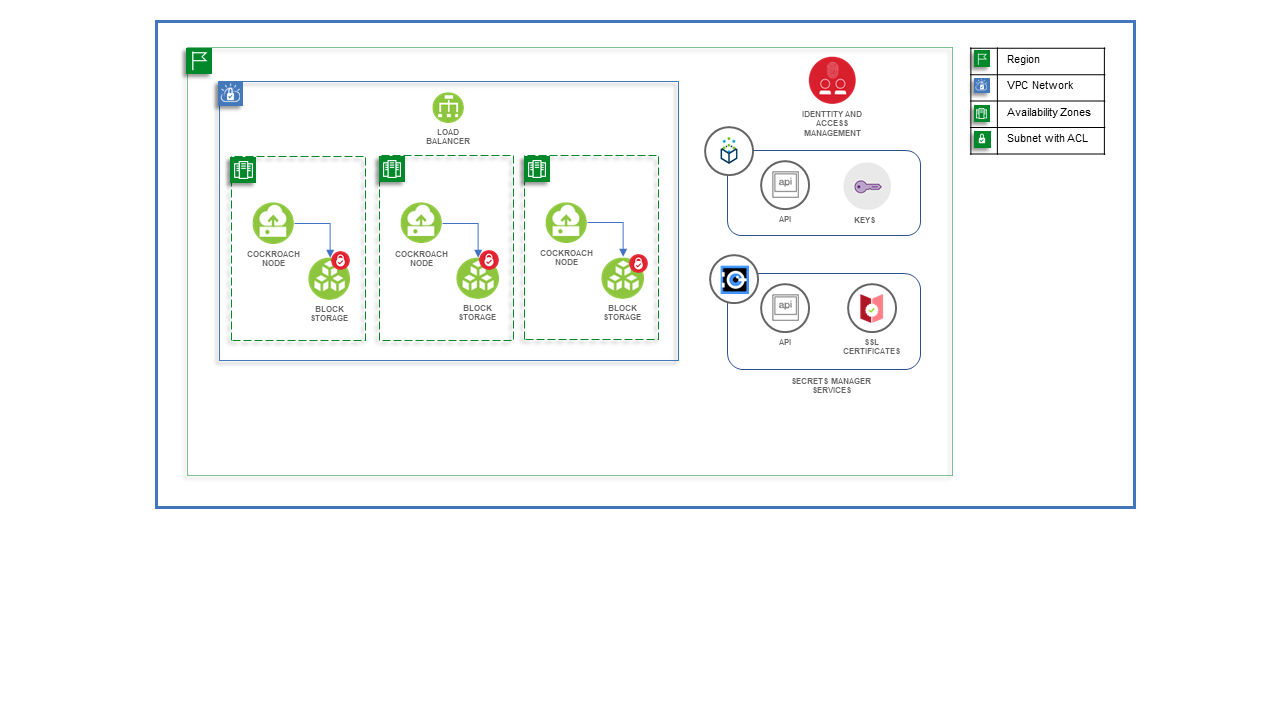 LOAD
BALANCER
COCKROACH
NODE
BLOCK
STORAGE
COCKROACH
NODE
BLOCK
STORAGE
COCKROACH
NODE
BLOCK
STORAGE
IDENTTITY AND
ACCESS
MANAGEMENT
api
API
KEYS
api
API
SSL
CERTIFICATES
SECRETS MANAGER
SERVICES
Region
VPC Network
Availability Zones
Subnet with ACL